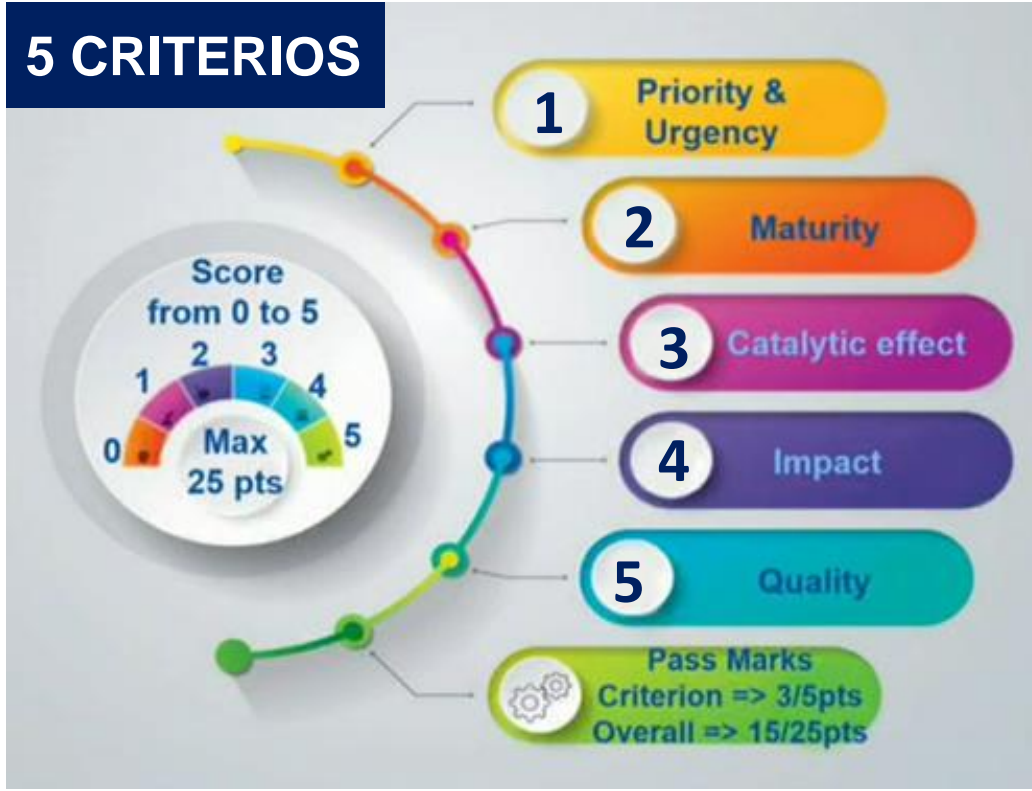 5 CRITERIOS
1
Priority &
Urgency
2
Maturity
3
Catalytic effect
4
Impact
5
Quality
Pass Marks
Criterion => 3/5pts
Overall => 15/25pts
Score
from 0 to 5
0
1
2
3
4
5
Max
25 pts